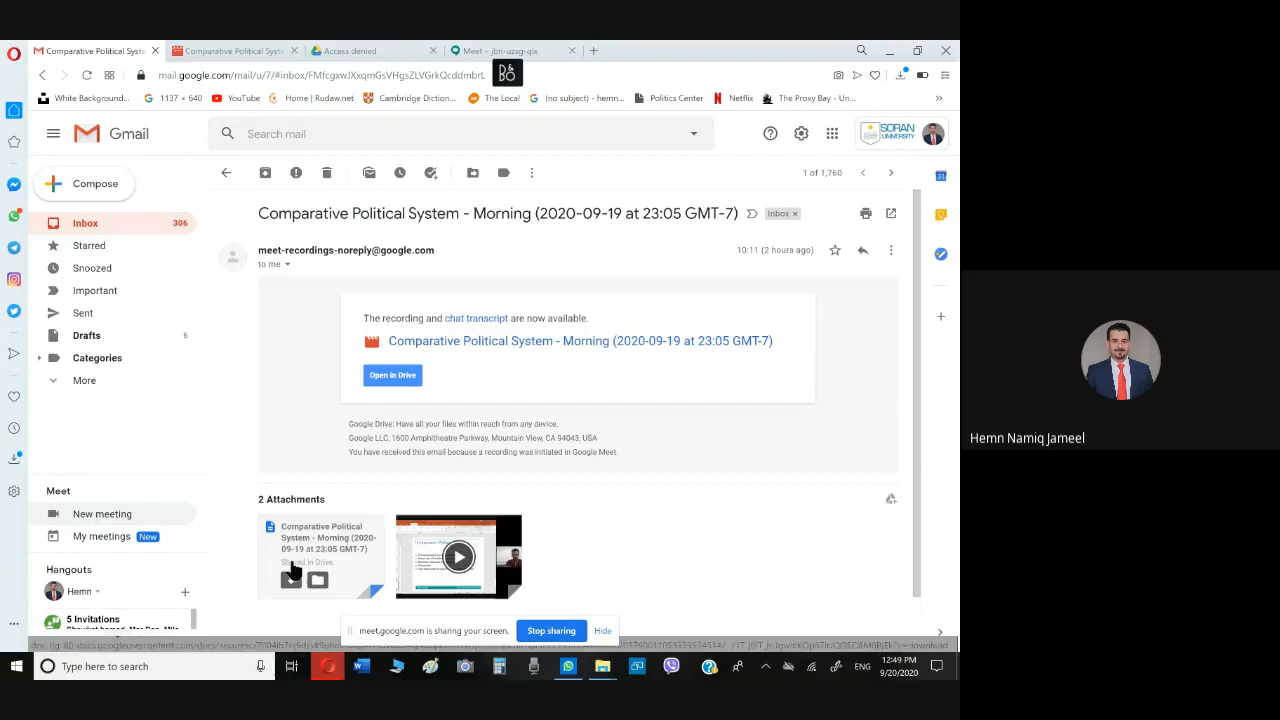 Comparative Political Syste
Comparative Political Syste
Access denied
Meet – jbn-uzsg-qix
mail.google.com/mail/u/7/#inbox/FMfcgxwJXxqmGsVHgsZLVGrkQcddmbrL
White Background...
1137 × 640
YouTube
Home | Rudaw.net
Cambridge Diction...
The Local
(no subject) - hemn...
Politics Center
Netflix
The Proxy Bay - Un...
»
Gmail
Search mail
SORAN
UNIVERSITY
Compose
1 of 1,760
Inbox
306
Starred
Snoozed
Important
Sent
Drafts
6
Categories
More
Comparative Political System - Morning (2020-09-19 at 23:05 GMT-7)
Inbox ×
meet-recordings-noreply@google.com
10:11 (2 hours ago)
to me
The recording and chat transcript are now available.
Comparative Political System - Morning (2020-09-19 at 23:05 GMT-7)
Open in Drive
Google Drive: Have all your files within reach from any device.
Google LLC, 1600 Amphitheatre Parkway, Mountain View, CA 94043, USA
You have received this email because a recording was initiated in Google Meet.
2 Attachments
Comparative Political
System - Morning (2020-
09-19 at 23:05 GMT-7)
Shared in Drive
Meet
New meeting
My meetings New
Hangouts
Hemn
5 Invitations
meet.google.com is sharing your screen.
Stop sharing
Hide
Type here to search
ENG
12:49 PM
9/20/2020
Hemn Namiq Jameel